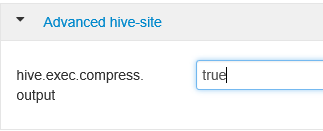 Advanced hive-site
hive.exec.compress.
output
true